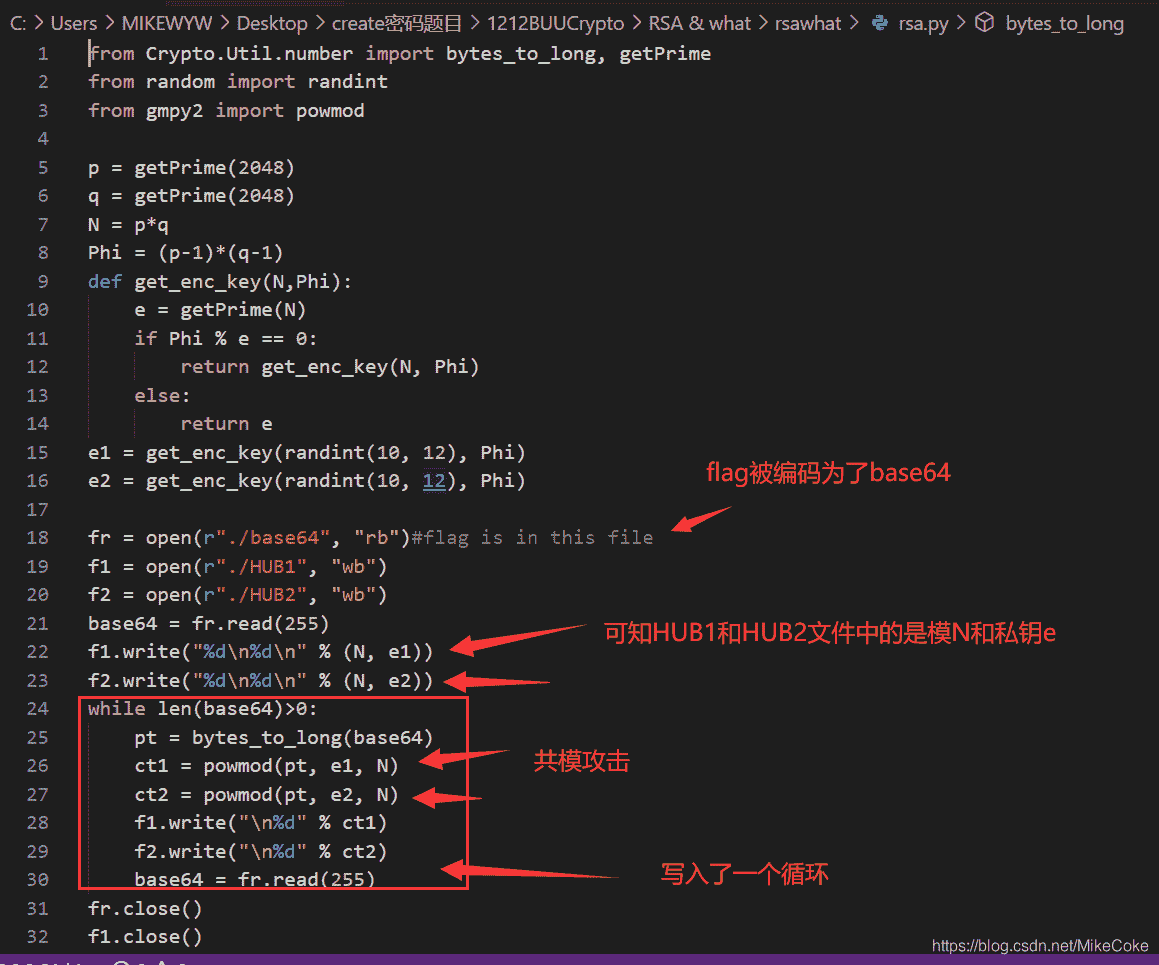 C: > Users > MIKEWYW > Desktop > create密码题目 > 1212BUUCrypto > RSA & what > rsawhat > rsa.py > bytes_to_long
1 from Crypto.Util.number import bytes_to_long, getPrime
2 from random import randint
3 from gmpy2 import powmod
4
5 p = getPrime(2048)
6 q = getPrime(2048)
7 N = p*q
8 Phi = (p-1)*(q-1)
9 def get_enc_key(N,Phi):
10 e = getPrime(N)
11 if Phi % e == 0:
12 return get_enc_key(N, Phi)
13 else:
14 return e
15 e1 = get_enc_key(randint(10, 12), Phi)
16 e2 = get_enc_key(randint(10, 12), Phi)
flag被编码为了base64
17
18 fr = open(r"./base64", "rb")#flag is in this file
19 f1 = open(r"./HUB1", "wb")
20 f2 = open(r"./HUB2", "wb")
21 base64 = fr.read(255)
可知HUB1和HUB2文件中的是模N和私钥e
22 f1.write("%d\n%d\n" % (N, e1))
23 f2.write("%d\n%d\n" % (N, e2))
24 while len(base64)>0:
25 pt = bytes_to_long(base64)
26 ct1 = powmod(pt, e1, N)
共模攻击
27 ct2 = powmod(pt, e2, N)
28 f1.write("\n%d" % ct1)
29 f2.write("\n%d" % ct2)
30 base64 = fr.read(255)
写入了一个循环
31 fr.close()
32 f1.close()
https://blog.csdn.net/MikeCoke